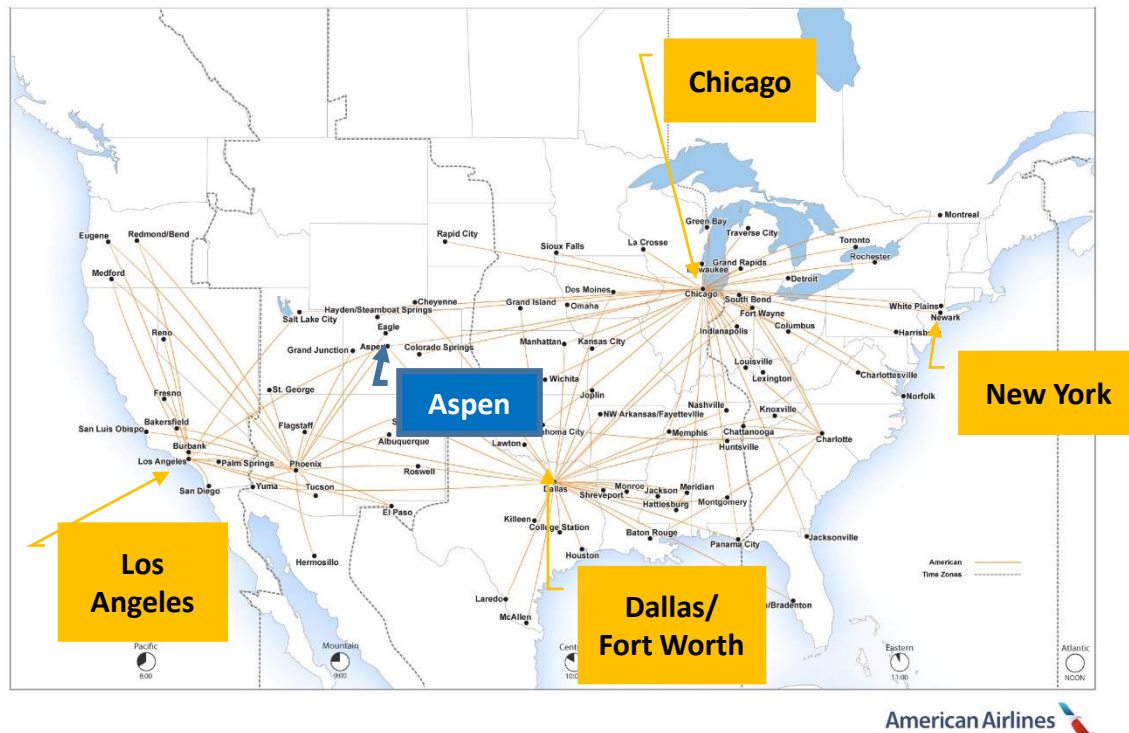 Chicago
Montreal
Green Bay
Traverse City
Eugene
Redmond/Bend
Rapid City
Sioux Falls
La Crosse
Toronto
Rochester
Medford
Grand Rapids
Detroit
Des Moines
Chicago
South Bend
Fort Wayne
White Plains
Newark
Cheyenne
Grand Island
Omaha
Hayden/Steamboat Springs
Salt Lake City
Eagle
Reno
Indianapolis
Columbus
Manhattan
Kansas City
Grand Junction
Aspen
Colorado Springs
Louisville
Lexington
Charlottesville
Wichita
St. George
Aspen
New York
Joplin
Norfolk
Fresno
Nashville
Knoxville
NW Arkansas/Fayetteville
Bakersfield
San Luis Obispo
Flagstaff
Chattanooga
Memphis
Charlotte
Albuquerque
Lawton
Huntsville
Burbank
Los Angeles
Palm Springs
Phoenix
Roswell
San Diego
Yuma
Tucson
Dallas
Shreveport
Monroe
Jackson
Meridian
Hattiesburg
Montgomery
El Paso
Killeen
College Station
Baton Rouge
Panama City
Jacksonville
Houston
Hermosillo
Los
Angeles
American
Time Zones
Laredo
McAllen
Dallas/
Fort Worth
Pacific
8:00
Mountain
9:00
Eastern
11:00
Atlantic
NOON
American Airlines